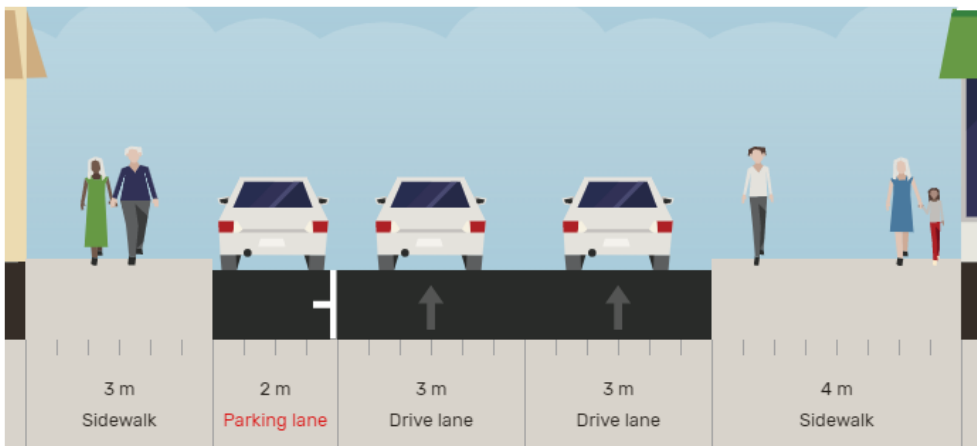 3 m
Sidewalk
2 m
Parking lane
3 m
Drive lane
3 m
Drive lane
4 m
Sidewalk